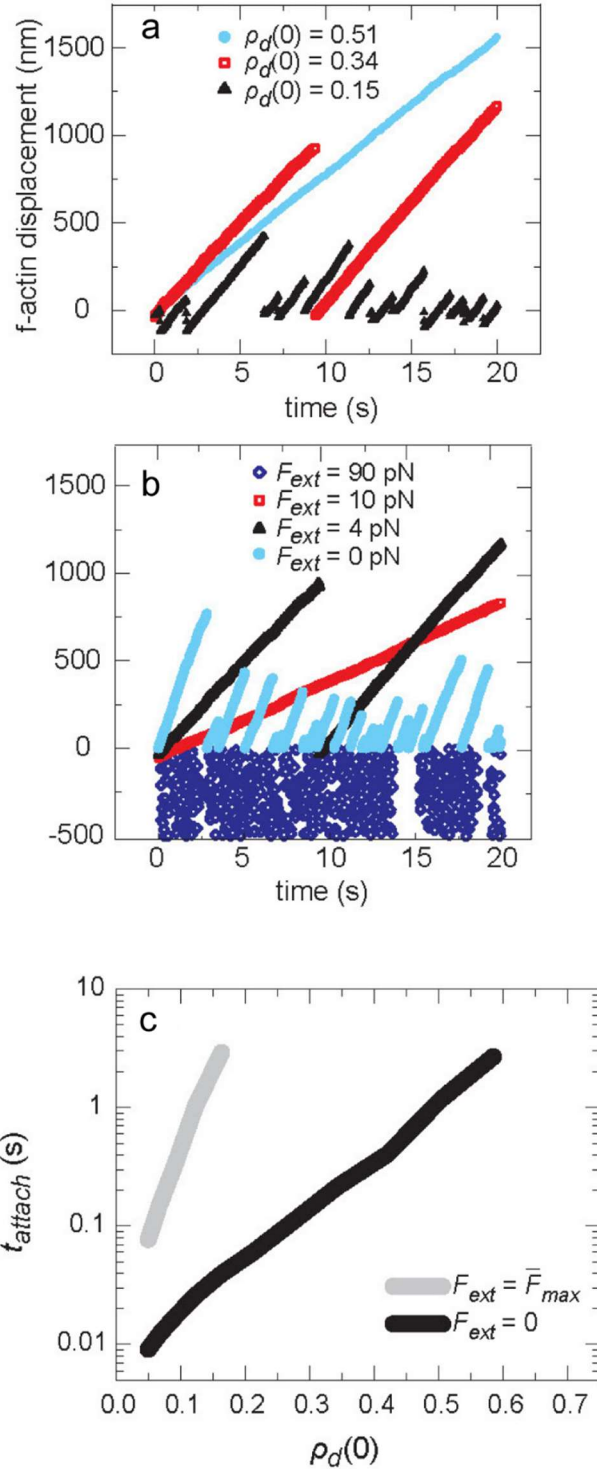 a
ρd(0) = 0.51
ρd(0) = 0.34
ρd(0) = 0.15
f-actin displacement (nm)
1500
1000
500
0
0 5 10 15 20
time (s)
b
Fext = 90 pN
Fext = 10 pN
Fext = 4 pN
Fext = 0 pN
1500
1000
500
0
-500
0 5 10 15 20
time (s)
c
10
1
0.1
0.01
tattach (s)
Fext = F̅max
Fext = 0
0.0 0.1 0.2 0.3 0.4 0.5 0.6 0.7
ρd(0)